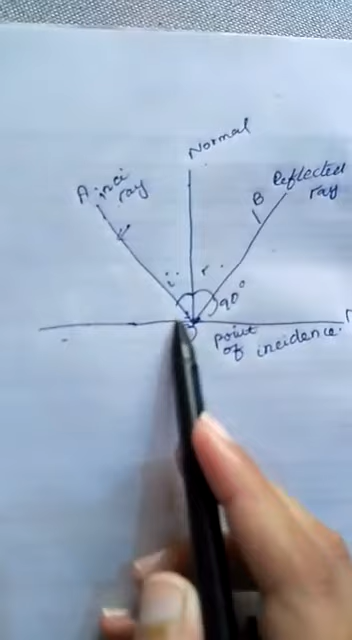 Normal
A inci
ray
B
Reflected
ray
i
r
90°
point
of incidence.